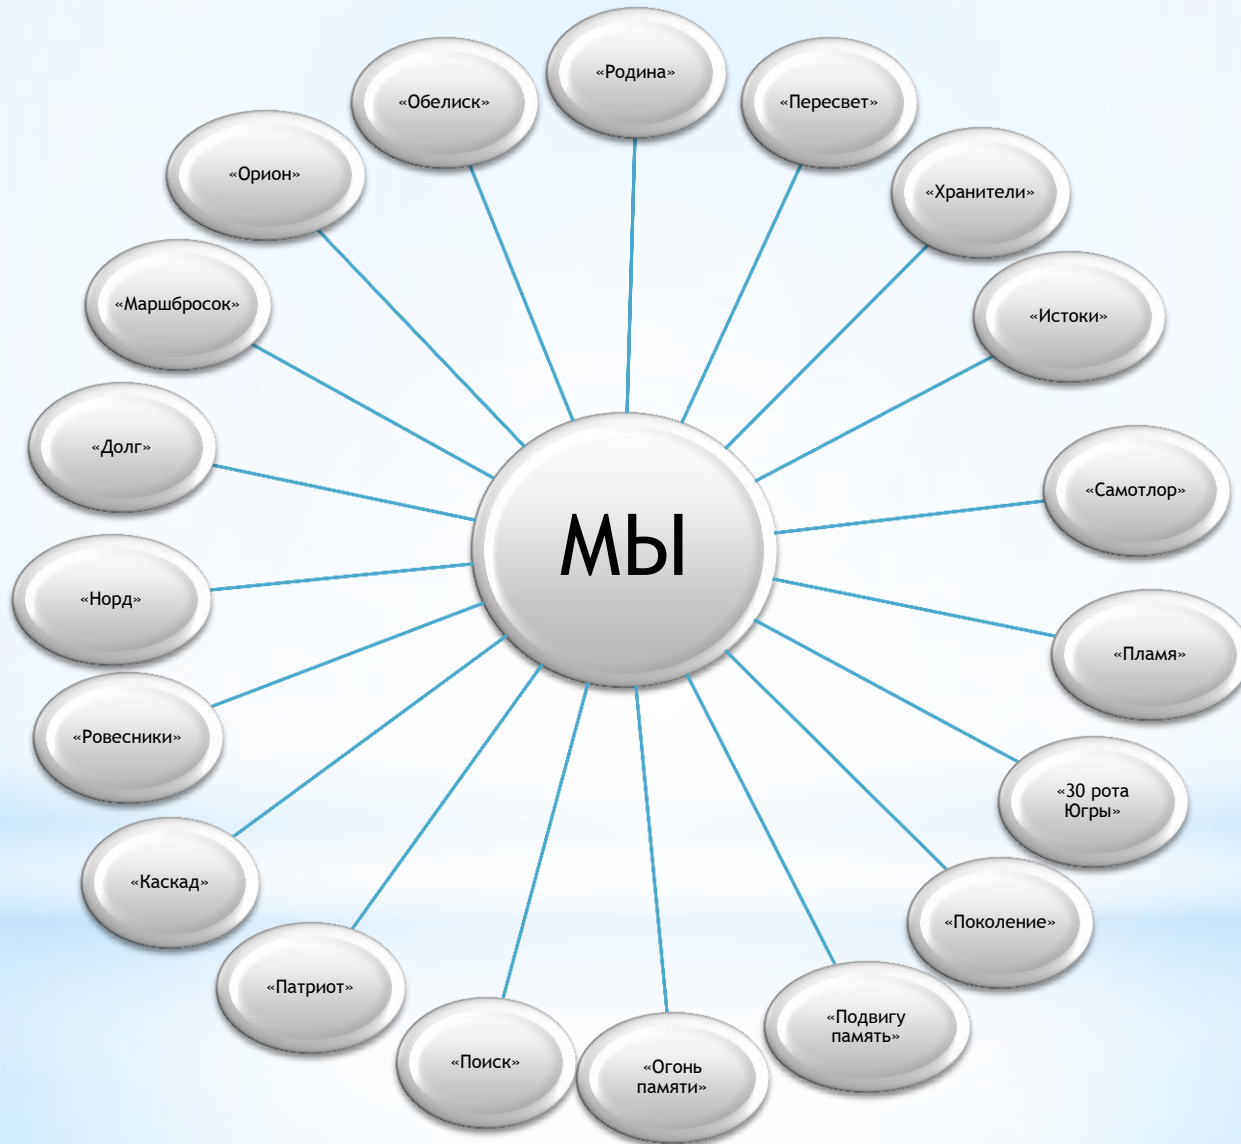 «Родина»
«Пересвет»
«Хранители»
«Истоки»
«Самотлор»
«Пламя»
«30 рота
Югры»
«Поколение»
«Подвигу
память»
«Огонь
памяти»
«Поиск»
«Патриот»
«Каскад»
«Ровесники»
«Норд»
«Долг»
«Маршбросок»
«Орион»
«Обелиск»
МЫ